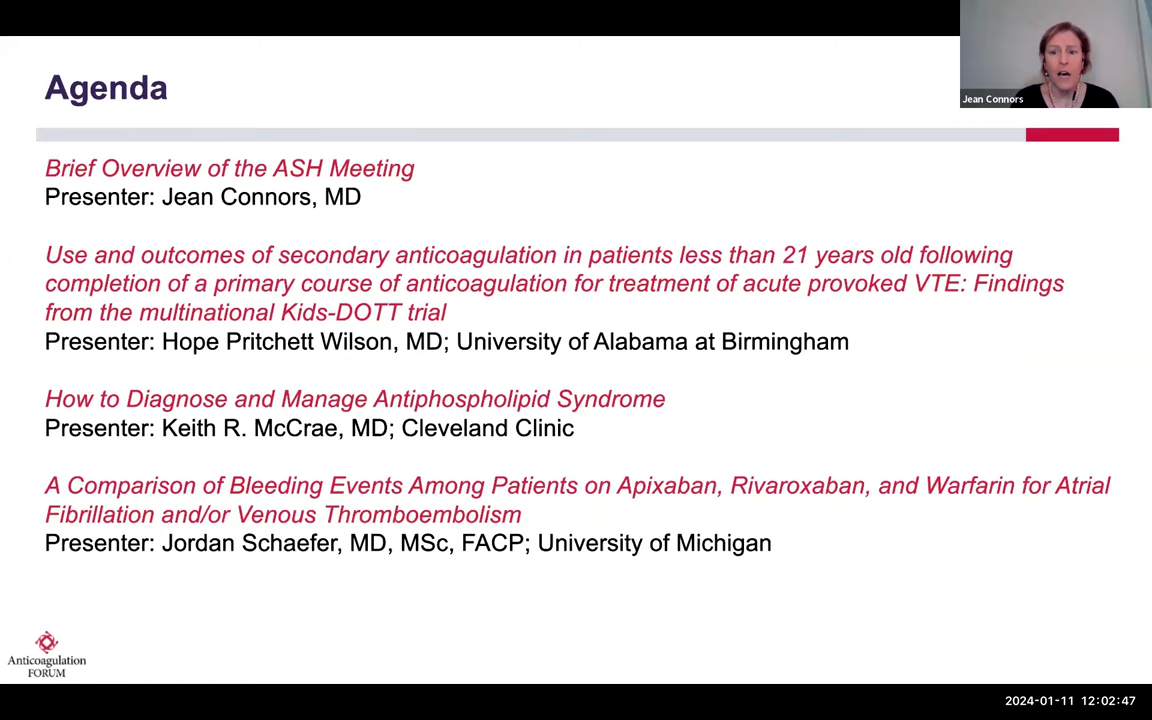 Jean Connors
Agenda
Brief Overview of the ASH Meeting
Presenter: Jean Connors, MD
Use and outcomes of secondary anticoagulation in patients less than 21 years old following
completion of a primary course of anticoagulation for treatment of acute provoked VTE: Findings
from the multinational Kids-DOTT trial
Presenter: Hope Pritchett Wilson, MD; University of Alabama at Birmingham
How to Diagnose and Manage Antiphospholipid Syndrome
Presenter: Keith R. McCrae, MD; Cleveland Clinic
A Comparison of Bleeding Events Among Patients on Apixaban, Rivaroxaban, and Warfarin for Atrial
Fibrillation and/or Venous Thromboembolism
Presenter: Jordan Schaefer, MD, MSc, FACP; University of Michigan
Anticoagulation
FORUM
2024-01-11 12:02:47